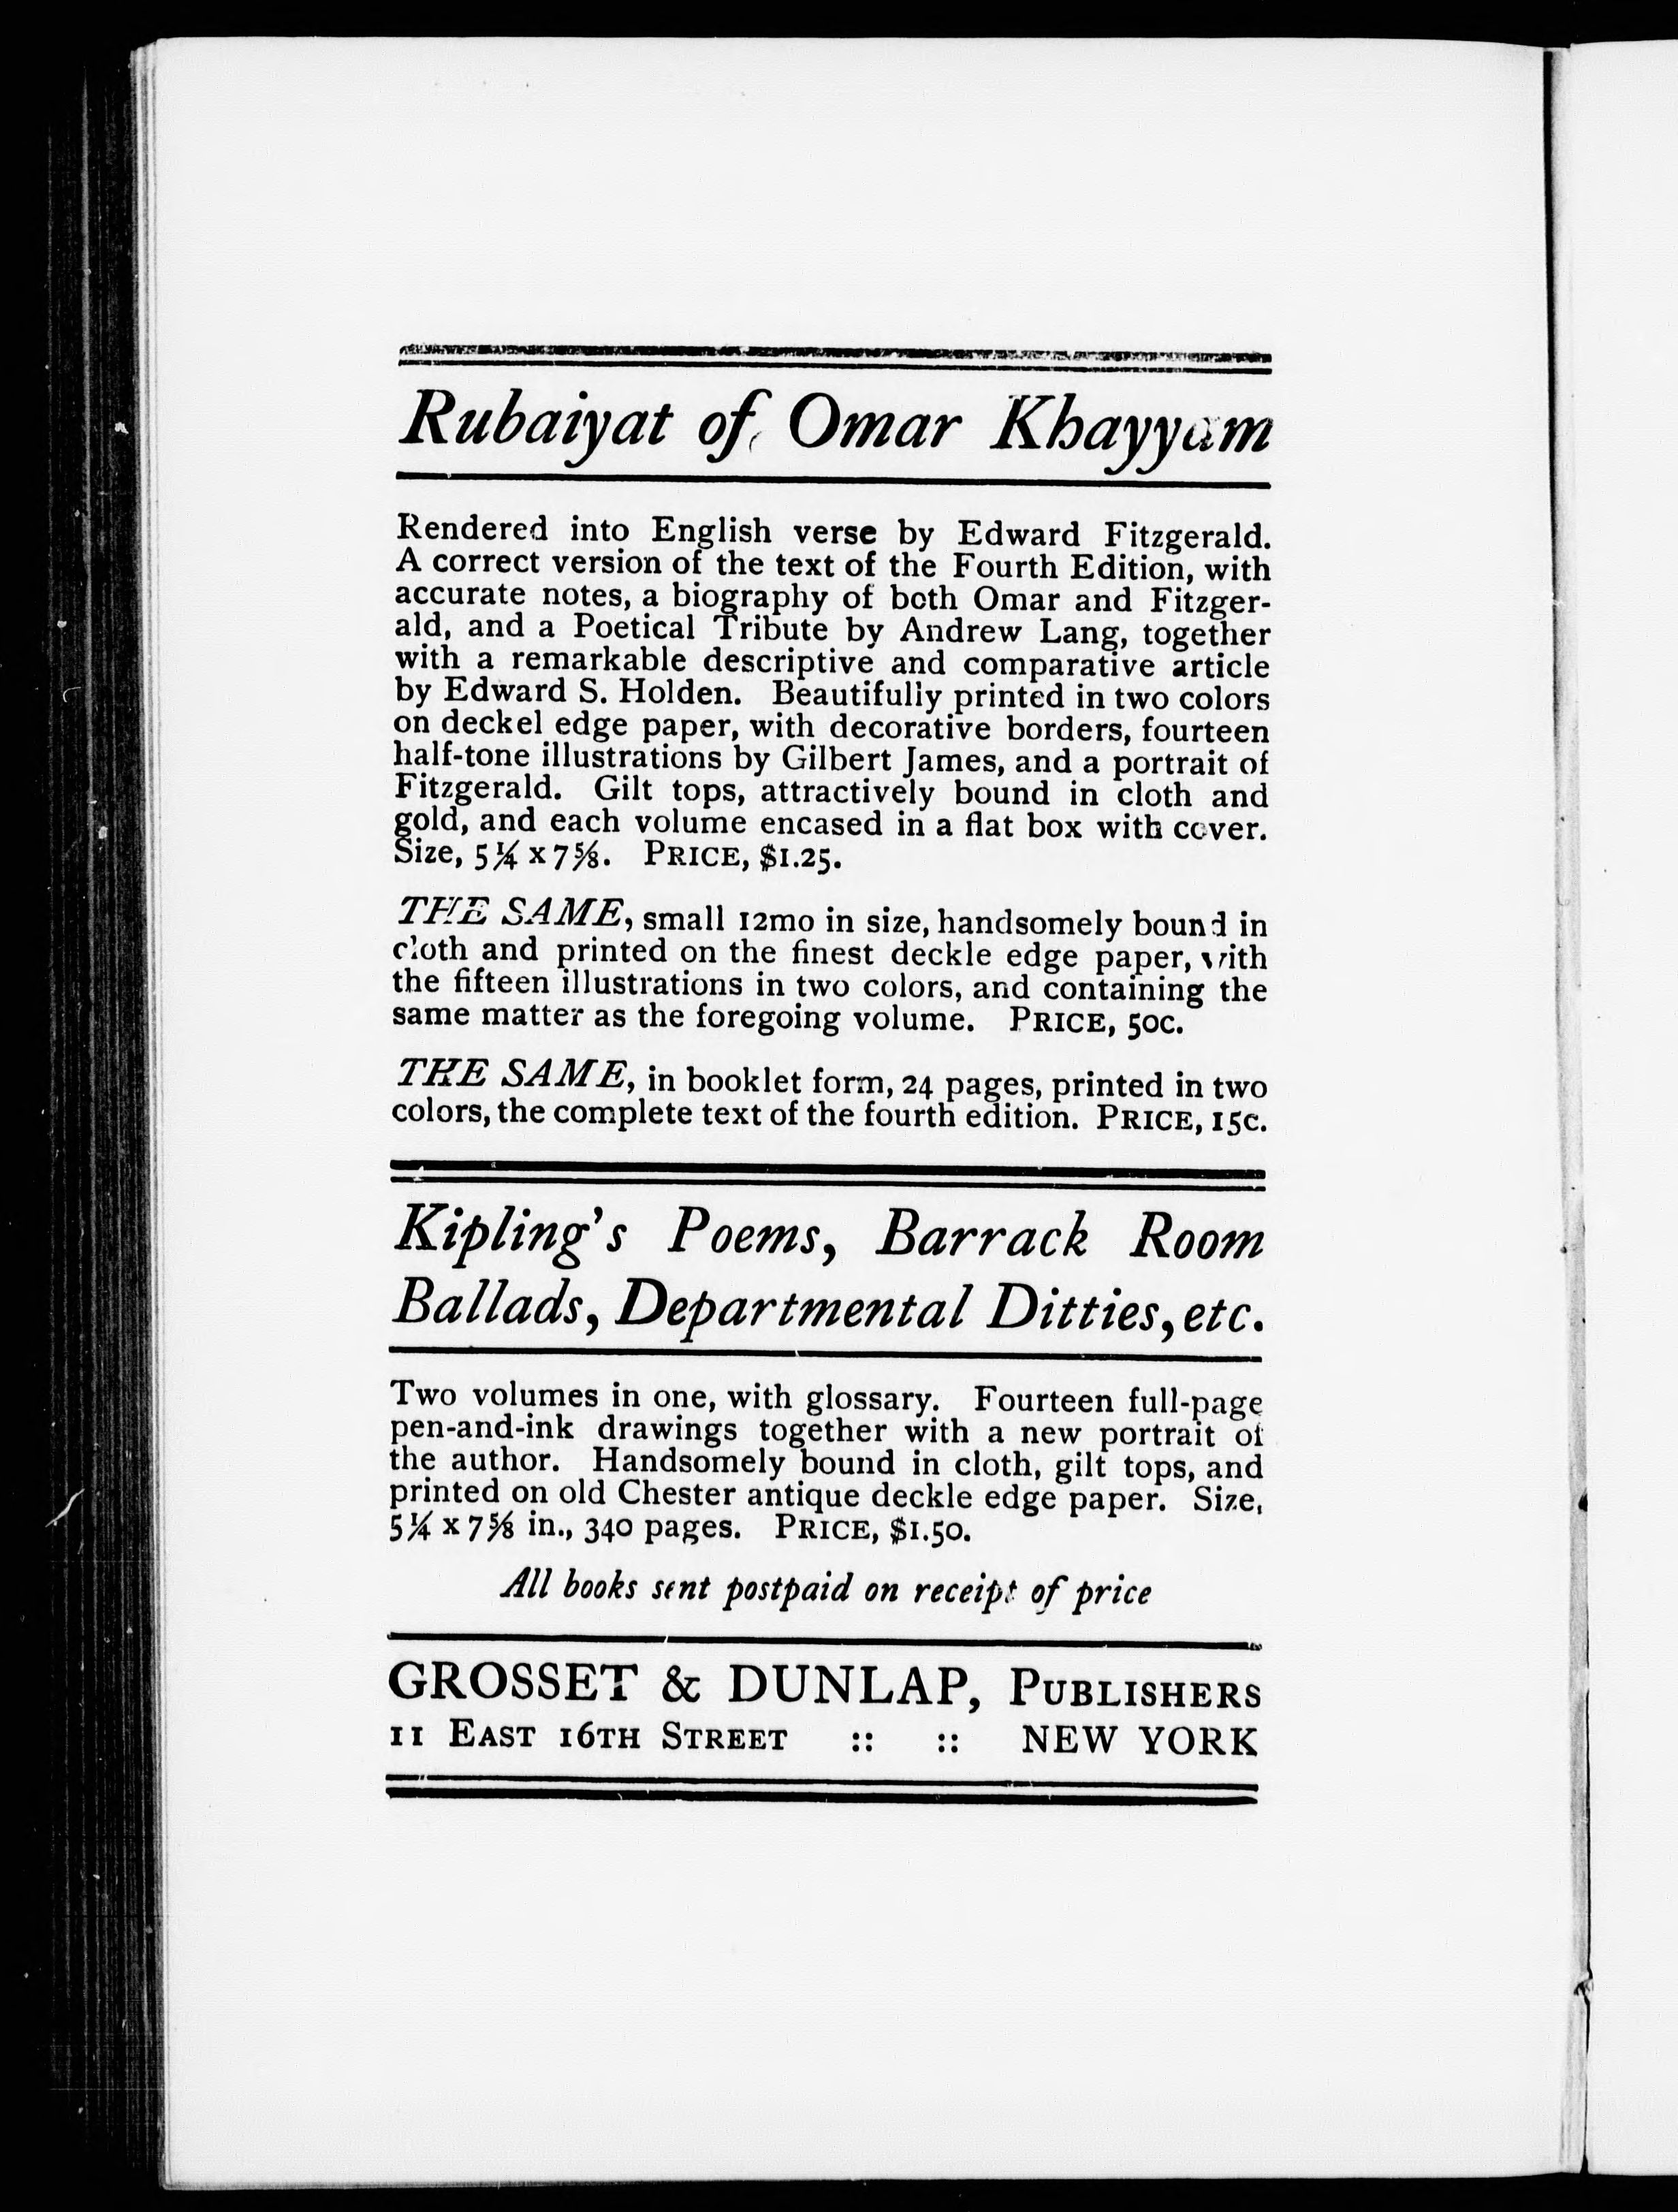 Rubaiyat of Omar Khayyam
Rendered into English verse by Edward Fitzgerald.
A correct version of the text of the Fourth Edition, with
accurate notes, a biography of both Omar and Fitzger-
ald, and a Poetical Tribute by Andrew Lang, together
with a remarkable descriptive and comparative article
by Edward S. Holden. Beautifully printed in two colors
on deckel edge paper, with decorative borders, fourteen
half-tone illustrations by Gilbert James, and a portrait of
Fitzgerald. Gilt tops, attractively bound in cloth and
gold, and each volume encased in a flat box with cover.
Size, 5¼ x 7⅝. PRICE, $1.25.
THE SAME, small 12mo in size, handsomely bound in
cloth and printed on the finest deckle edge paper, with
the fifteen illustrations in two colors, and containing the
same matter as the foregoing volume. PRICE, 50c.
THE SAME, in booklet form, 24 pages, printed in two
colors, the complete text of the fourth edition. PRICE, 15c.
Kipling's Poems, Barrack Room
Ballads, Departmental Ditties, etc.
Two volumes in one, with glossary. Fourteen full-page
pen-and-ink drawings together with a new portrait of
the author. Handsomely bound in cloth, gilt tops, and
printed on old Chester antique deckle edge paper. Size,
5¼ x 7⅝ in., 340 pages. PRICE, $1.50.
All books sent postpaid on receipt of price
GROSSET & DUNLAP, PUBLISHERS
11 EAST 16TH STREET :: :: NEW YORK